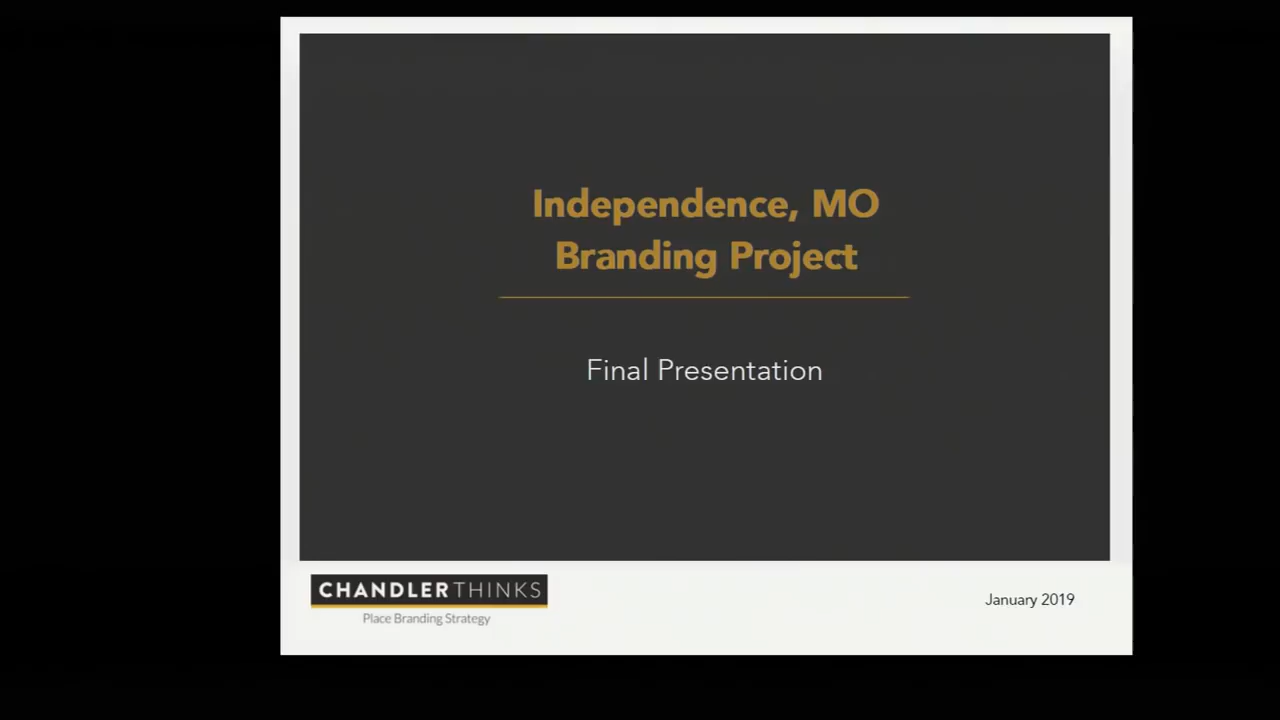 Independence, MO
Branding Project
Final Presentation
CHANDLERTHINKS
Place Branding Strategy
January 2019